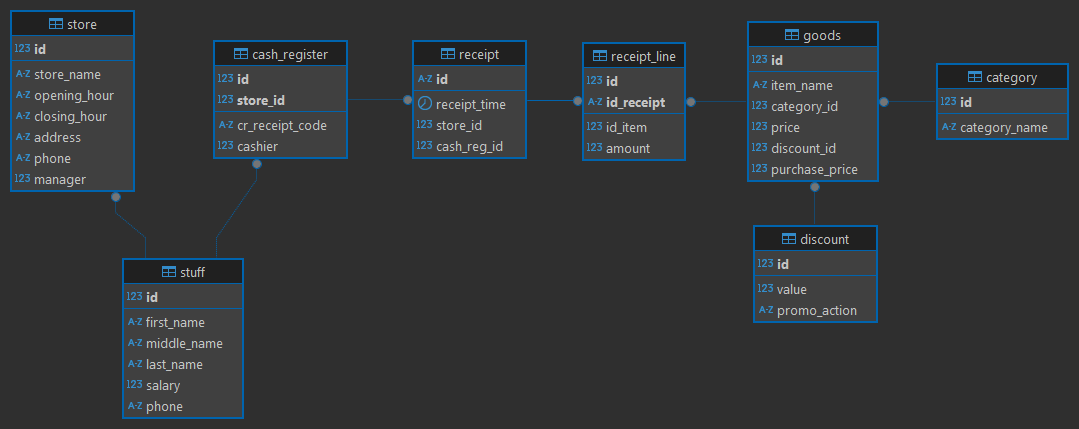 store
123 id
A-Z store_name
A-Z opening_hour
A-Z closing_hour
A-Z address
A-Z phone
123 manager
cash_register
123 id
123 store_id
A-Z cr_receipt_code
123 cashier
receipt
A-Z id
receipt_time
123 store_id
123 cash_reg_id
receipt_line
123 id
A-Z id_receipt
123 id_item
123 amount
goods
123 id
A-Z item_name
123 category_id
123 price
123 discount_id
123 purchase_price
category
123 id
A-Z category_name
stuff
123 id
A-Z first_name
A-Z middle_name
A-Z last_name
123 salary
A-Z phone
discount
123 id
123 value
A-Z promo_action